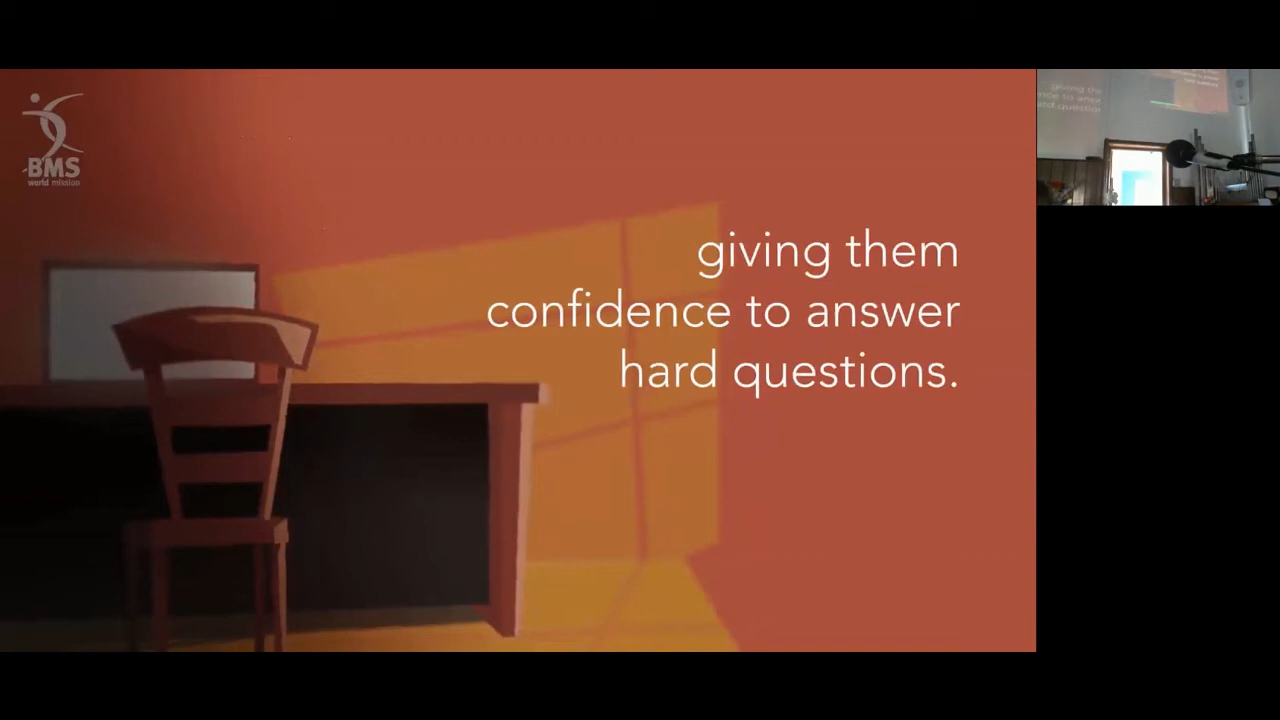 BMS
world mission
giving them
confidence to answer
hard questions.